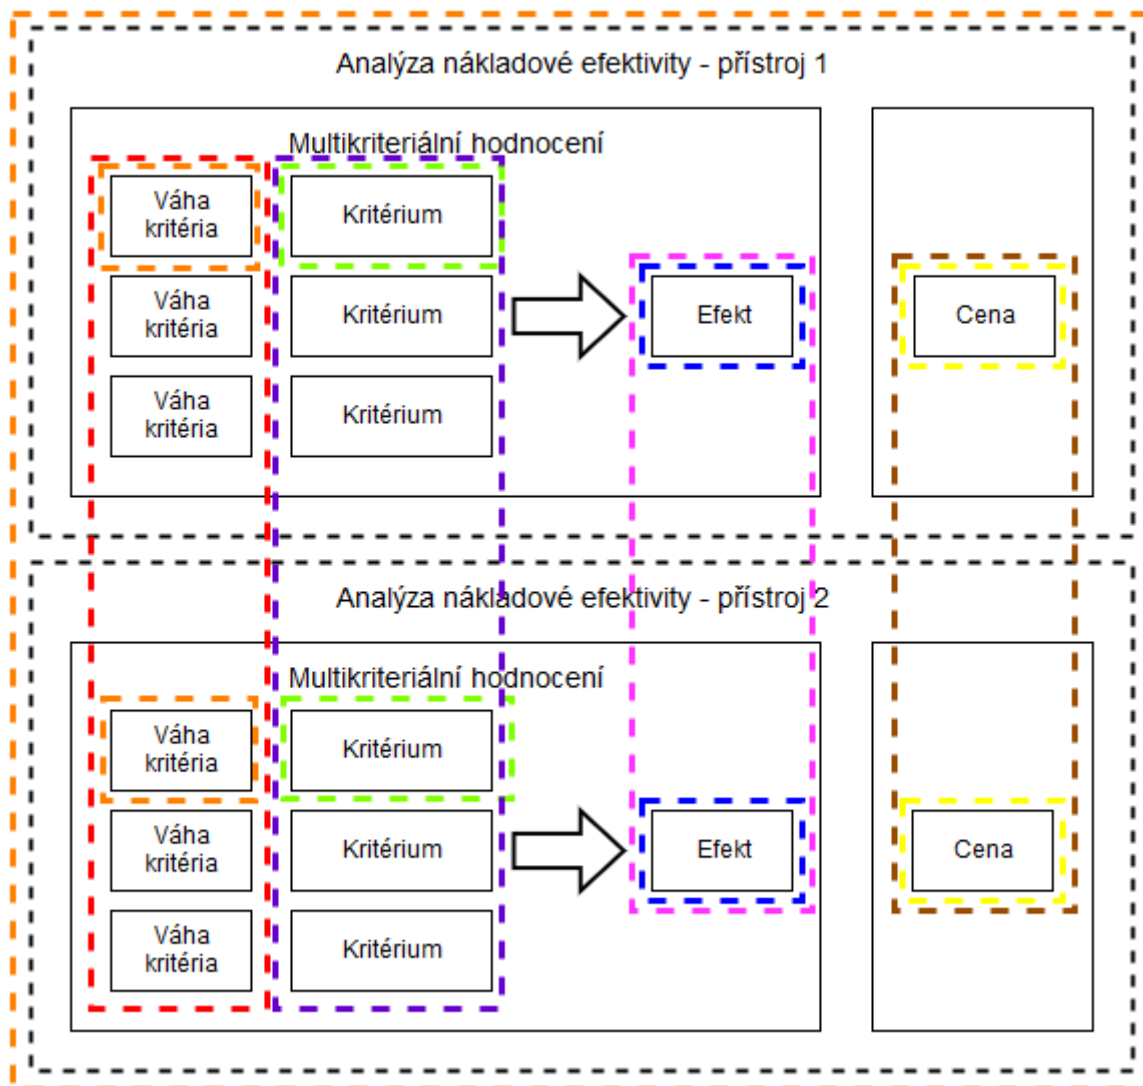 Analýza nákladové efektivity - přístroj 1
Multikriteriální hodnocení
Váha
kritéria
Kritérium
Váha
kritéria
Kritérium
Efekt
Cena
Váha
kritéria
Kritérium
Analýza nákladové efektivity - přístroj 2
Multikriteriální hodnocení
Váha
kritéria
Kritérium
Váha
kritéria
Kritérium
Efekt
Cena
Váha
kritéria
Kritérium